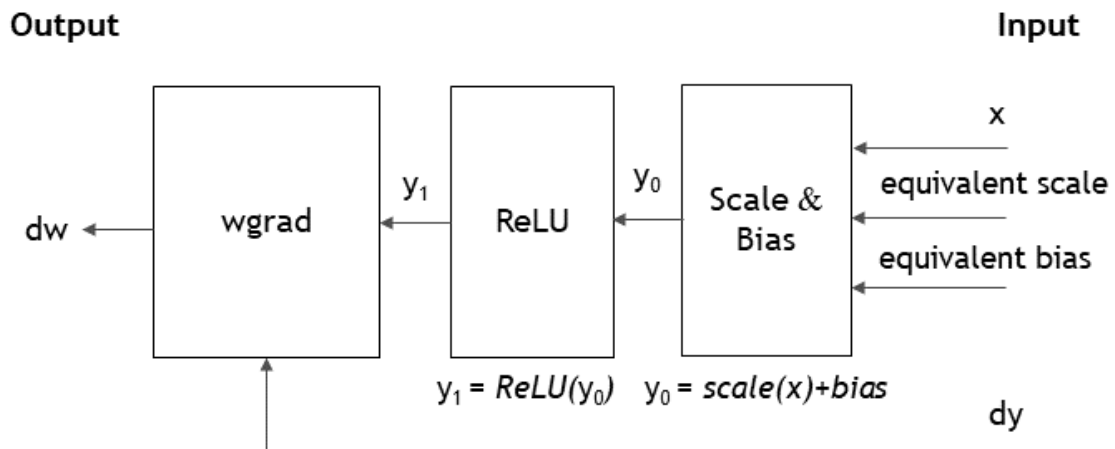 Output
Input
x
equivalent scale
equivalent bias
Scale &
Bias
y₀
ReLU
y₁
wgrad
dw
y₁ = ReLU(y₀)
y₀ = scale(x)+bias
dy